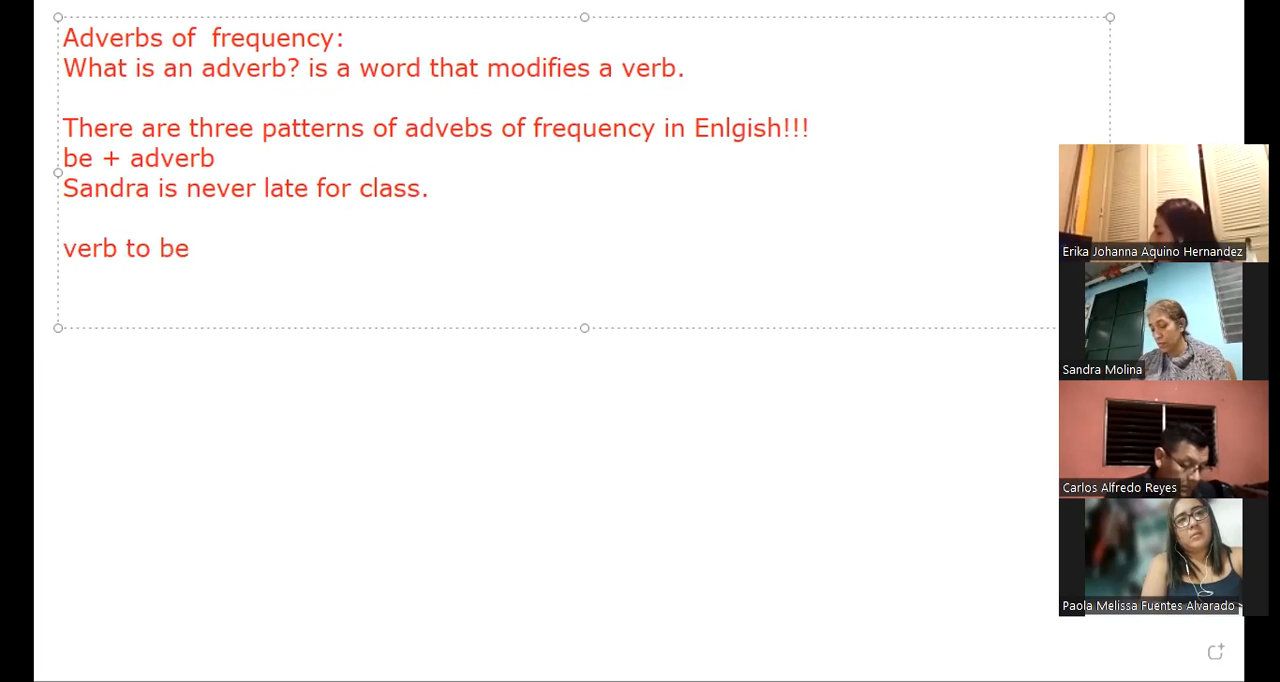 Adverbs of  frequency:
What is an adverb? is a word that modifies a verb.
There are three patterns of advebs of frequency in Enlgish!!!
be + adverb
Sandra is never late for class.
verb to be
Erika Johanna Aquino Hernandez
Sandra Molina
Carlos Alfredo Reyes
Paola Melissa Fuentes Alvarado